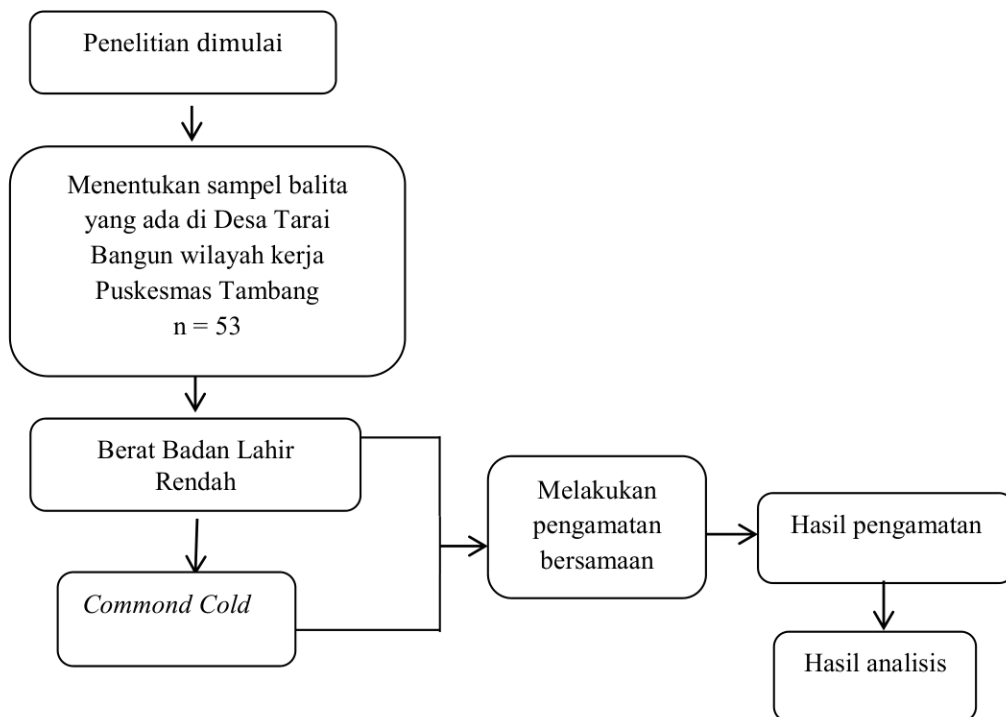 Penelitian dimulai
Menentukan sampel balita
yang ada di Desa Tarai
Bangun wilayah kerja
Puskesmas Tambang
n = 53
Berat Badan Lahir
Rendah
Commond Cold
Melakukan
pengamatan
bersamaan
Hasil pengamatan
Hasil analisis